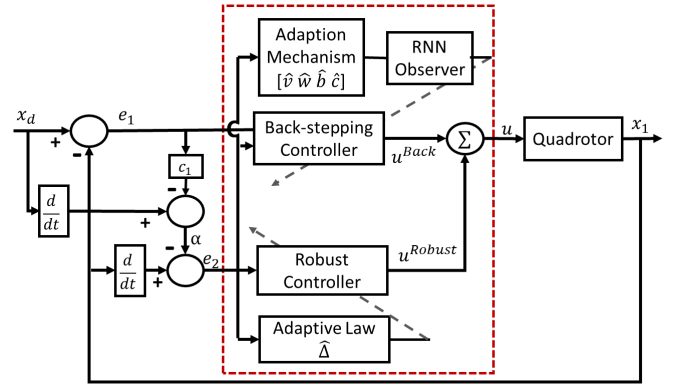 Adaption
Mechanism
[v̂ ŵ b̂ ĉ]
RNN
Observer
x_d
e_1
+
-
Back-stepping
Controller
u^{Back}
Σ
u
Quadrotor
x_1
c_1
-
d
dt
+
α
-
d
dt
+
e_2
Robust
Controller
u^{Robust}
Adaptive Law
Δ̂